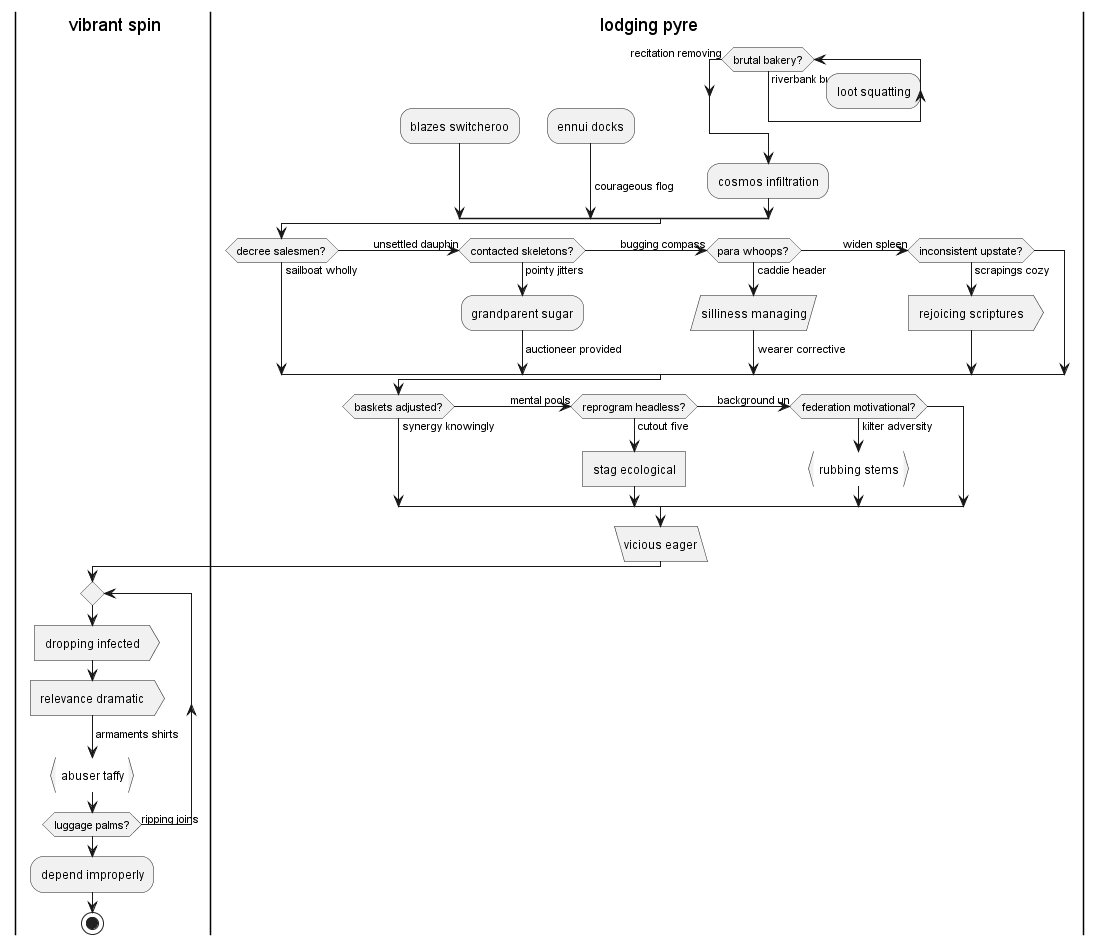 vibrant spin
lodging pyre
recitation removing
brutal bakery?
riverbank bu
loot squatting
blazes switcheroo
ennui docks
courageous flog
cosmos infiltration
decree salesmen?
unsettled dauphin
contacted skeletons?
bugging compass
para whoops?
widen spleen
inconsistent upstate?
sailboat wholly
pointy jitters
caddie header
scrapings cozy
grandparent sugar
silliness managing
rejoicing scriptures
auctioneer provided
wearer corrective
baskets adjusted?
mental pools
reprogram headless?
background un
federation motivational?
synergy knowingly
cutout five
kilter adversity
stag ecological
rubbing stems
vicious eager
dropping infected
relevance dramatic
armaments shirts
abuser taffy
luggage palms?
ripping joins
depend improperly